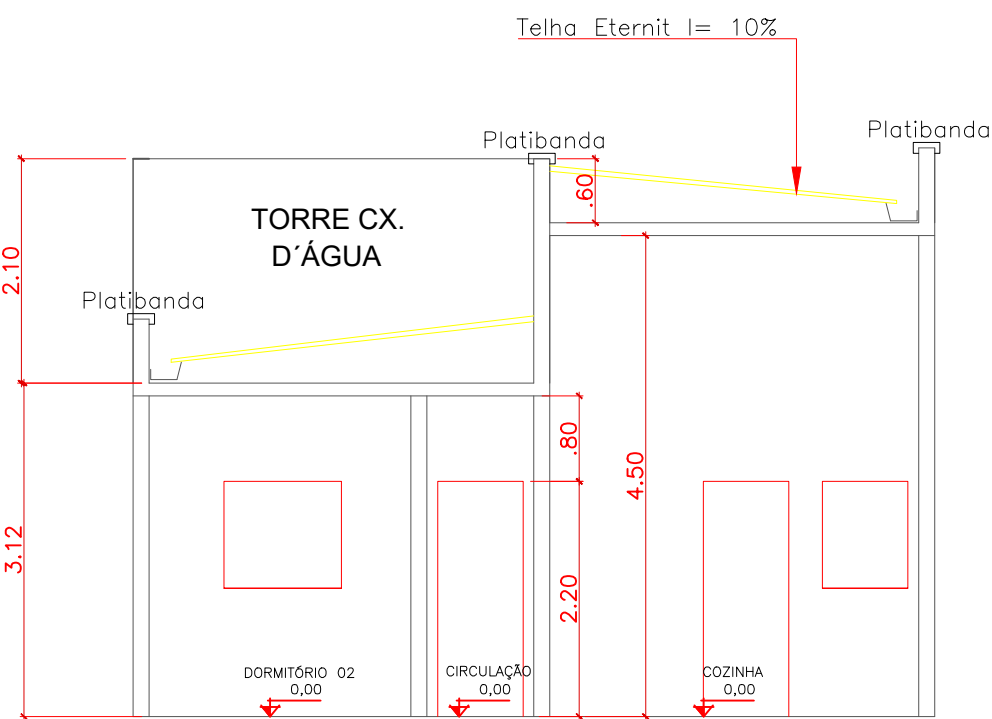 Telha Eternit I= 10%
Platibanda
Platibanda
.60
TORRE CX.
D´ÁGUA
2.10
Platibanda
.80
4.50
3.12
2.20
DORMITÓRIO 02
0,00
CIRCULAÇÃO
0,00
COZINHA
0,00